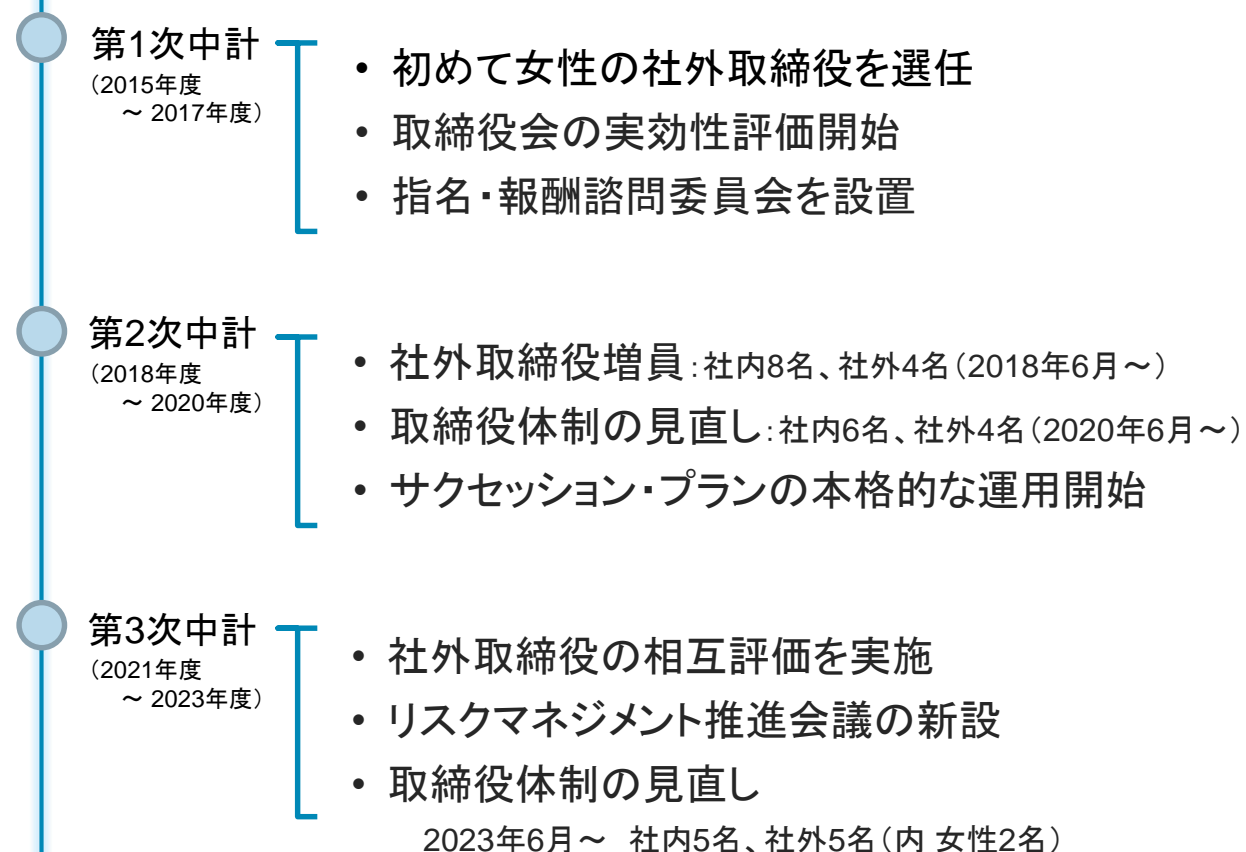 第1次中計
（2015年度
～ 2017年度）
• 初めて女性の社外取締役を選任
• 取締役会の実効性評価開始
• 指名・報酬諮問委員会を設置
第2次中計
（2018年度
～ 2020年度）
• 社外取締役増員：社内8名、社外4名（2018年6月～）
• 取締役体制の見直し：社内6名、社外4名（2020年6月～）
• サクセッション・プランの本格的な運用開始
第3次中計
（2021年度
～ 2023年度）
• 社外取締役の相互評価を実施
• リスクマネジメント推進会議の新設
• 取締役体制の見直し
2023年6月～ 社内5名、社外5名（内 女性2名）